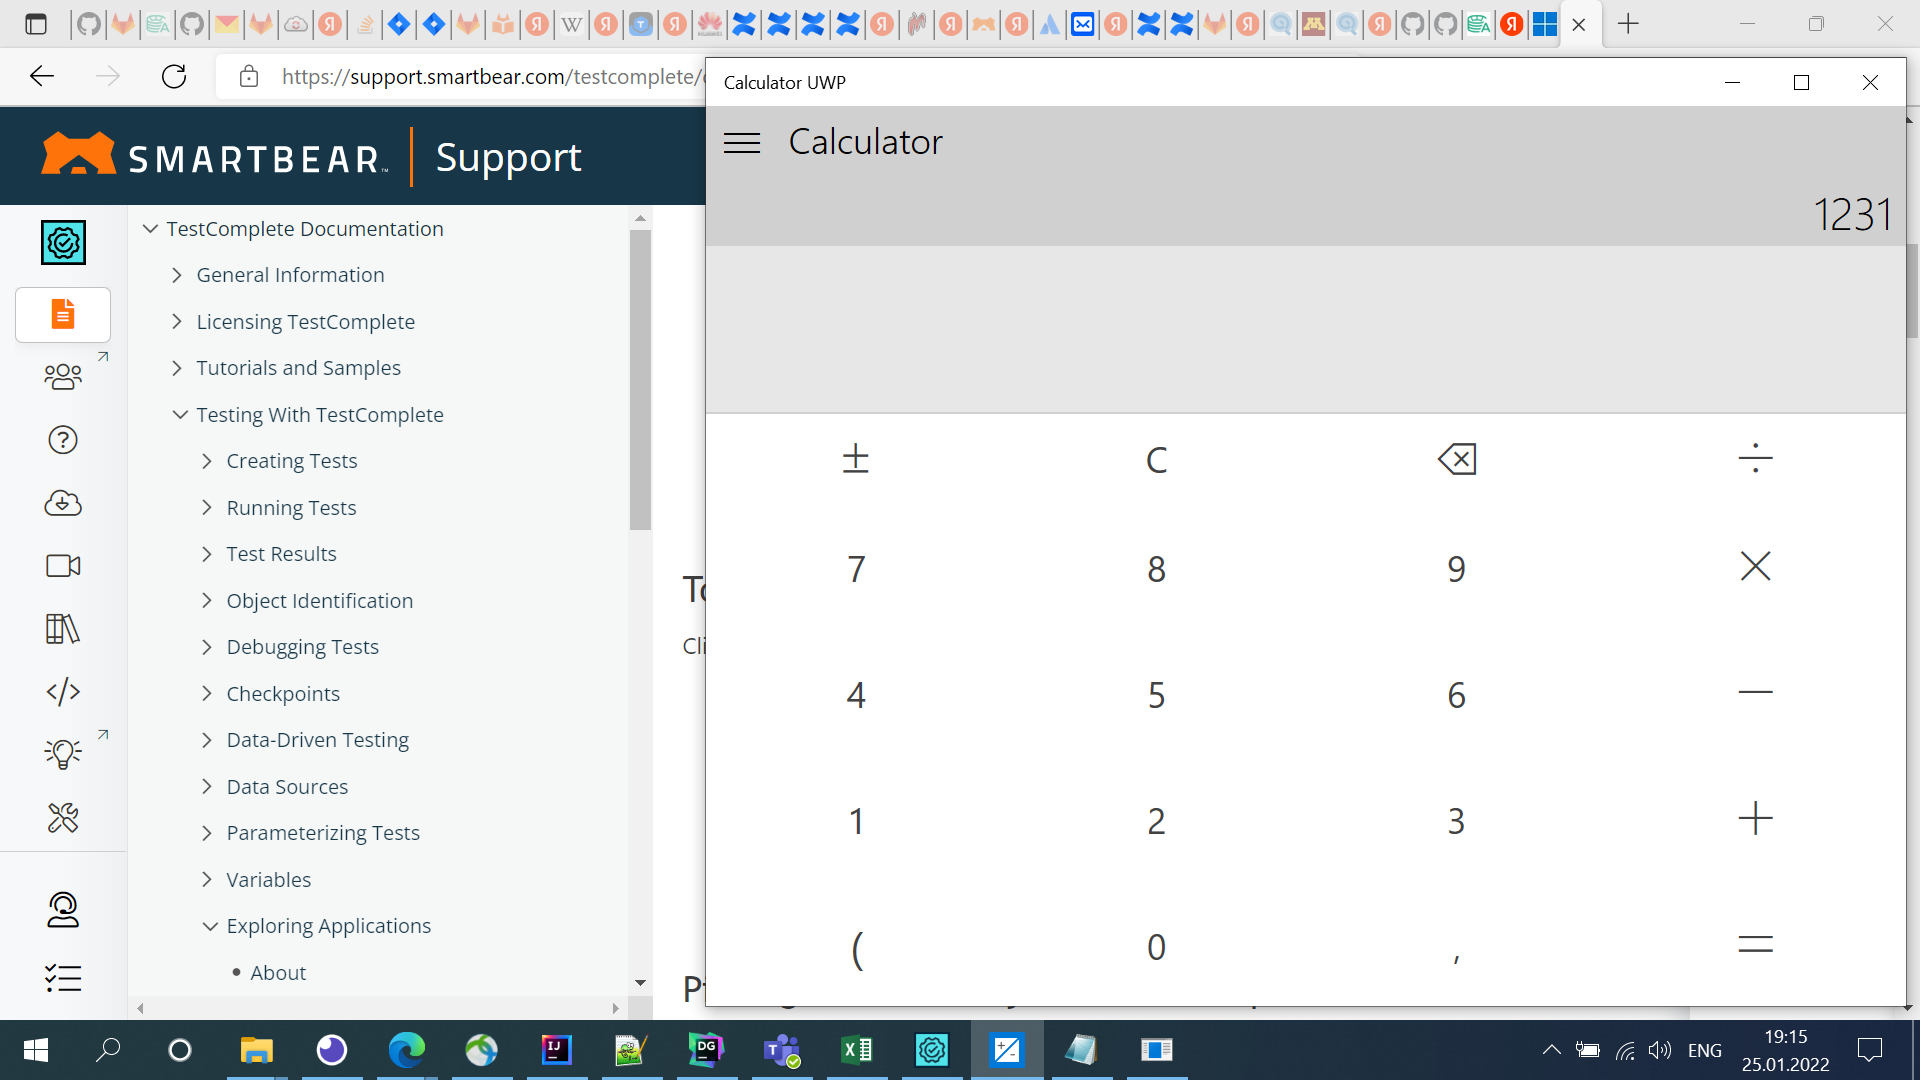 https://support.smartbear.com/testcomplete/
Calculator UWP
Calculator
1231
SMARTBEAR™ Support
TestComplete Documentation
General Information
Licensing TestComplete
Tutorials and Samples
Testing With TestComplete
Creating Tests
Running Tests
Test Results
Object Identification
Debugging Tests
Checkpoints
Data-Driven Testing
Data Sources
Parameterizing Tests
Variables
Exploring Applications
• About
± C ÷
7 8 9 ×
4 5 6 −
1 2 3 +
( 0 , =
ENG
19:15
25.01.2022